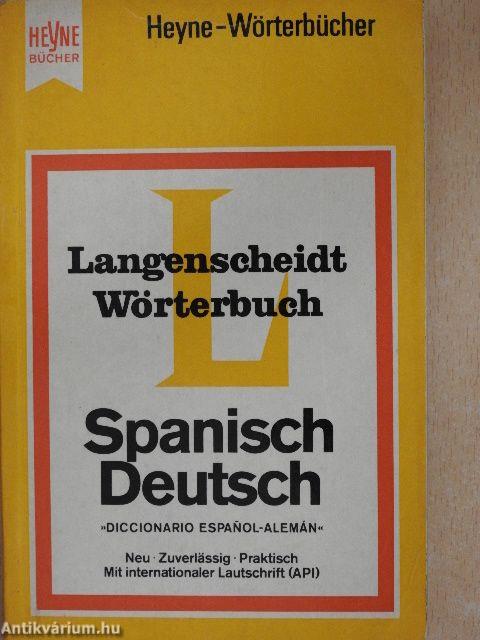 HEYNE
BÜCHER
Heyne-Wörterbücher
L
Langenscheidt
Wörterbuch
Spanisch
Deutsch
»DICCIONARIO ESPAÑOL-ALEMÁN«
Neu · Zuverlässig · Praktisch
Mit internationaler Lautschrift (API)
Antikvárium.hu